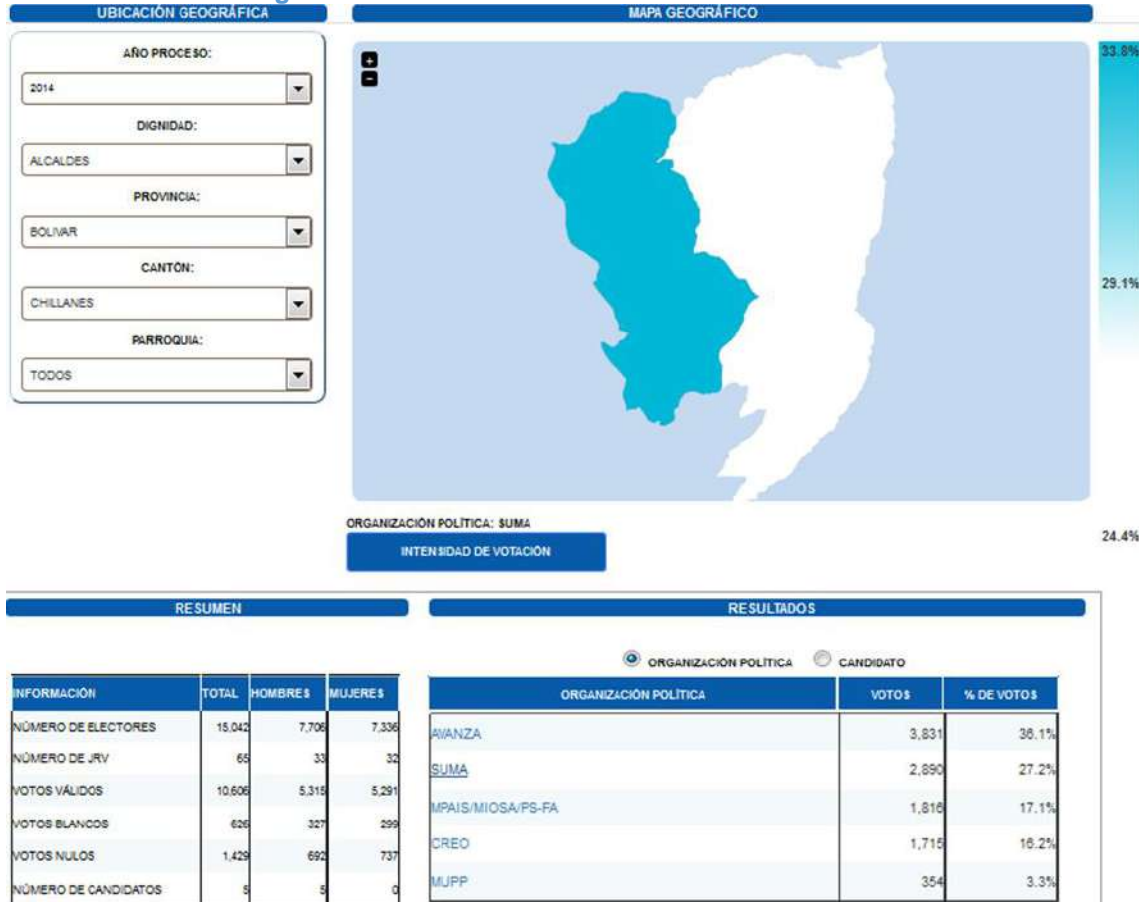 UBICACIÓN GEOGRÁFICA
AÑO PROCESO:
2014
DIGNIDAD:
ALCALDES
PROVINCIA:
BOLIVAR
CANTÓN:
CHILLANES
PARROQUIA:
TODOS
MAPA GEOGRÁFICO
+
-
33.8%
29.1%
24.4%
ORGANIZACIÓN POLÍTICA: SUMA
INTENSIDAD DE VOTACIÓN
RESUMEN
INFORMACIÓN TOTAL HOMBRES MUJERES
NÚMERO DE ELECTORES 15,042 7,706 7,336
NÚMERO DE JRV 65 33 32
VOTOS VÁLIDOS 10,606 5,315 5,291
VOTOS BLANCOS 626 327 299
VOTOS NULOS 1,429 692 737
NÚMERO DE CANDIDATOS 5 5 0
RESULTADOS
ORGANIZACIÓN POLÍTICA CANDIDATO
ORGANIZACIÓN POLÍTICA VOTOS % DE VOTOS
AVANZA 3,831 36.1%
SUMA 2,890 27.2%
MPAIS/MIOSA/PS-FA 1,816 17.1%
CREO 1,715 16.2%
MUPP 354 3.3%